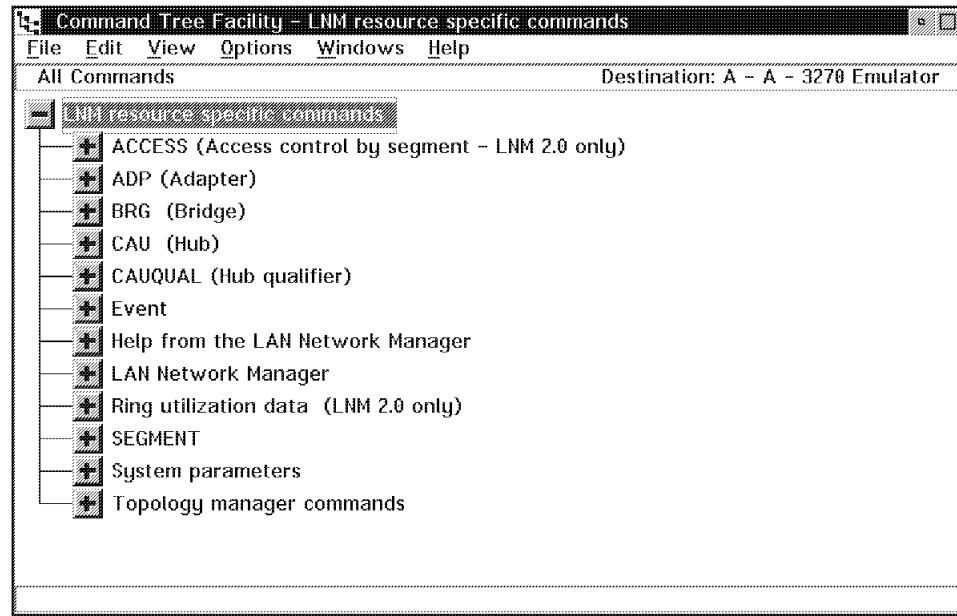 Command Tree Facility - LNM resource specific commands
File Edit View Options Windows Help
All Commands Destination: A - A - 3270 Emulator
LNM resource specific commands
ACCESS (Access control by segment - LNM 2.0 only)
ADP (Adapter)
BRG (Bridge)
CAU (Hub)
CAUQUAL (Hub qualifier)
Event
Help from the LAN Network Manager
LAN Network Manager
Ring utilization data (LNM 2.0 only)
SEGMENT
System parameters
Topology manager commands